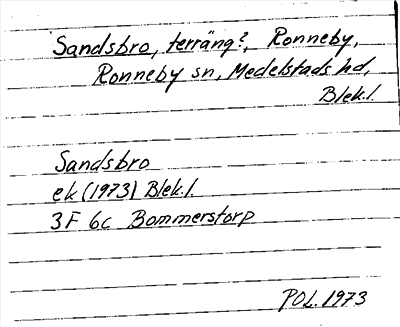 Sandsbro, terräng?, Ronneby,
Ronneby sn, Medelstads hd,
Blek.l.
Sandsbro
ek (1973) Blek.l.
3F 6c Bommerstorp
POL. 1973